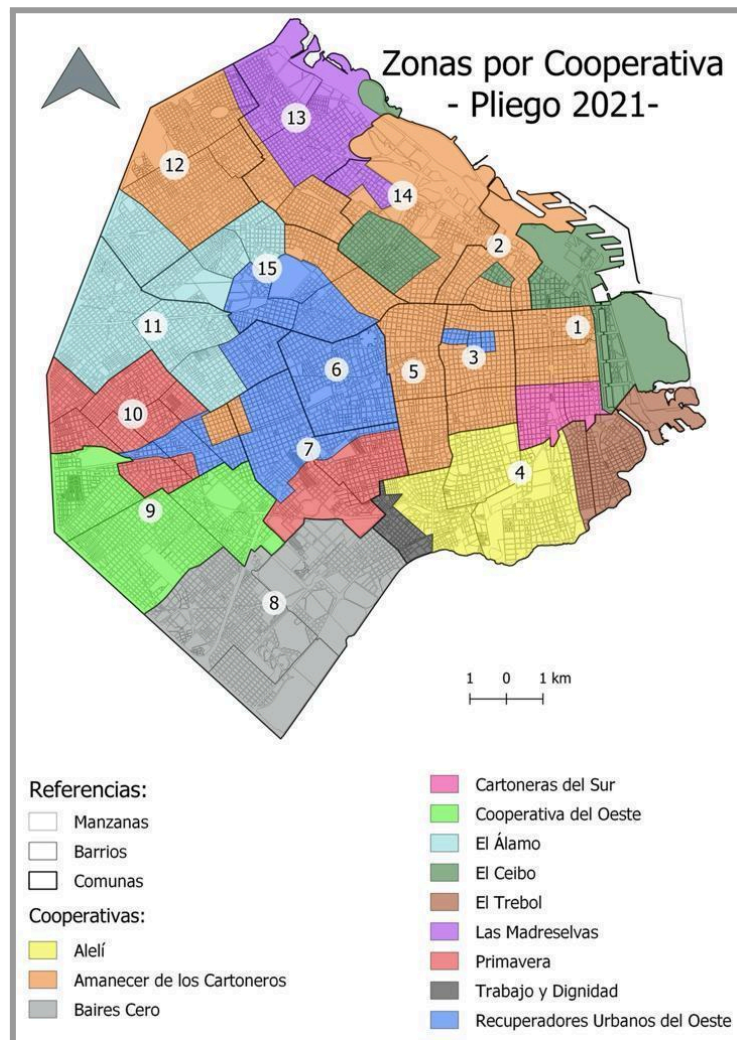 Zonas por Cooperativa
- Pliego 2021-
13
12
14
2
15
11
1
3
6
5
10
7
4
9
8
1 0 1 km
Referencias:
Manzanas
Barrios
Comunas
Cooperativas:
Alelí
Amanecer de los Cartoneros
Baires Cero
Cartoneras del Sur
Cooperativa del Oeste
El Álamo
El Ceibo
El Trebol
Las Madreselvas
Primavera
Trabajo y Dignidad
Recuperadores Urbanos del Oeste